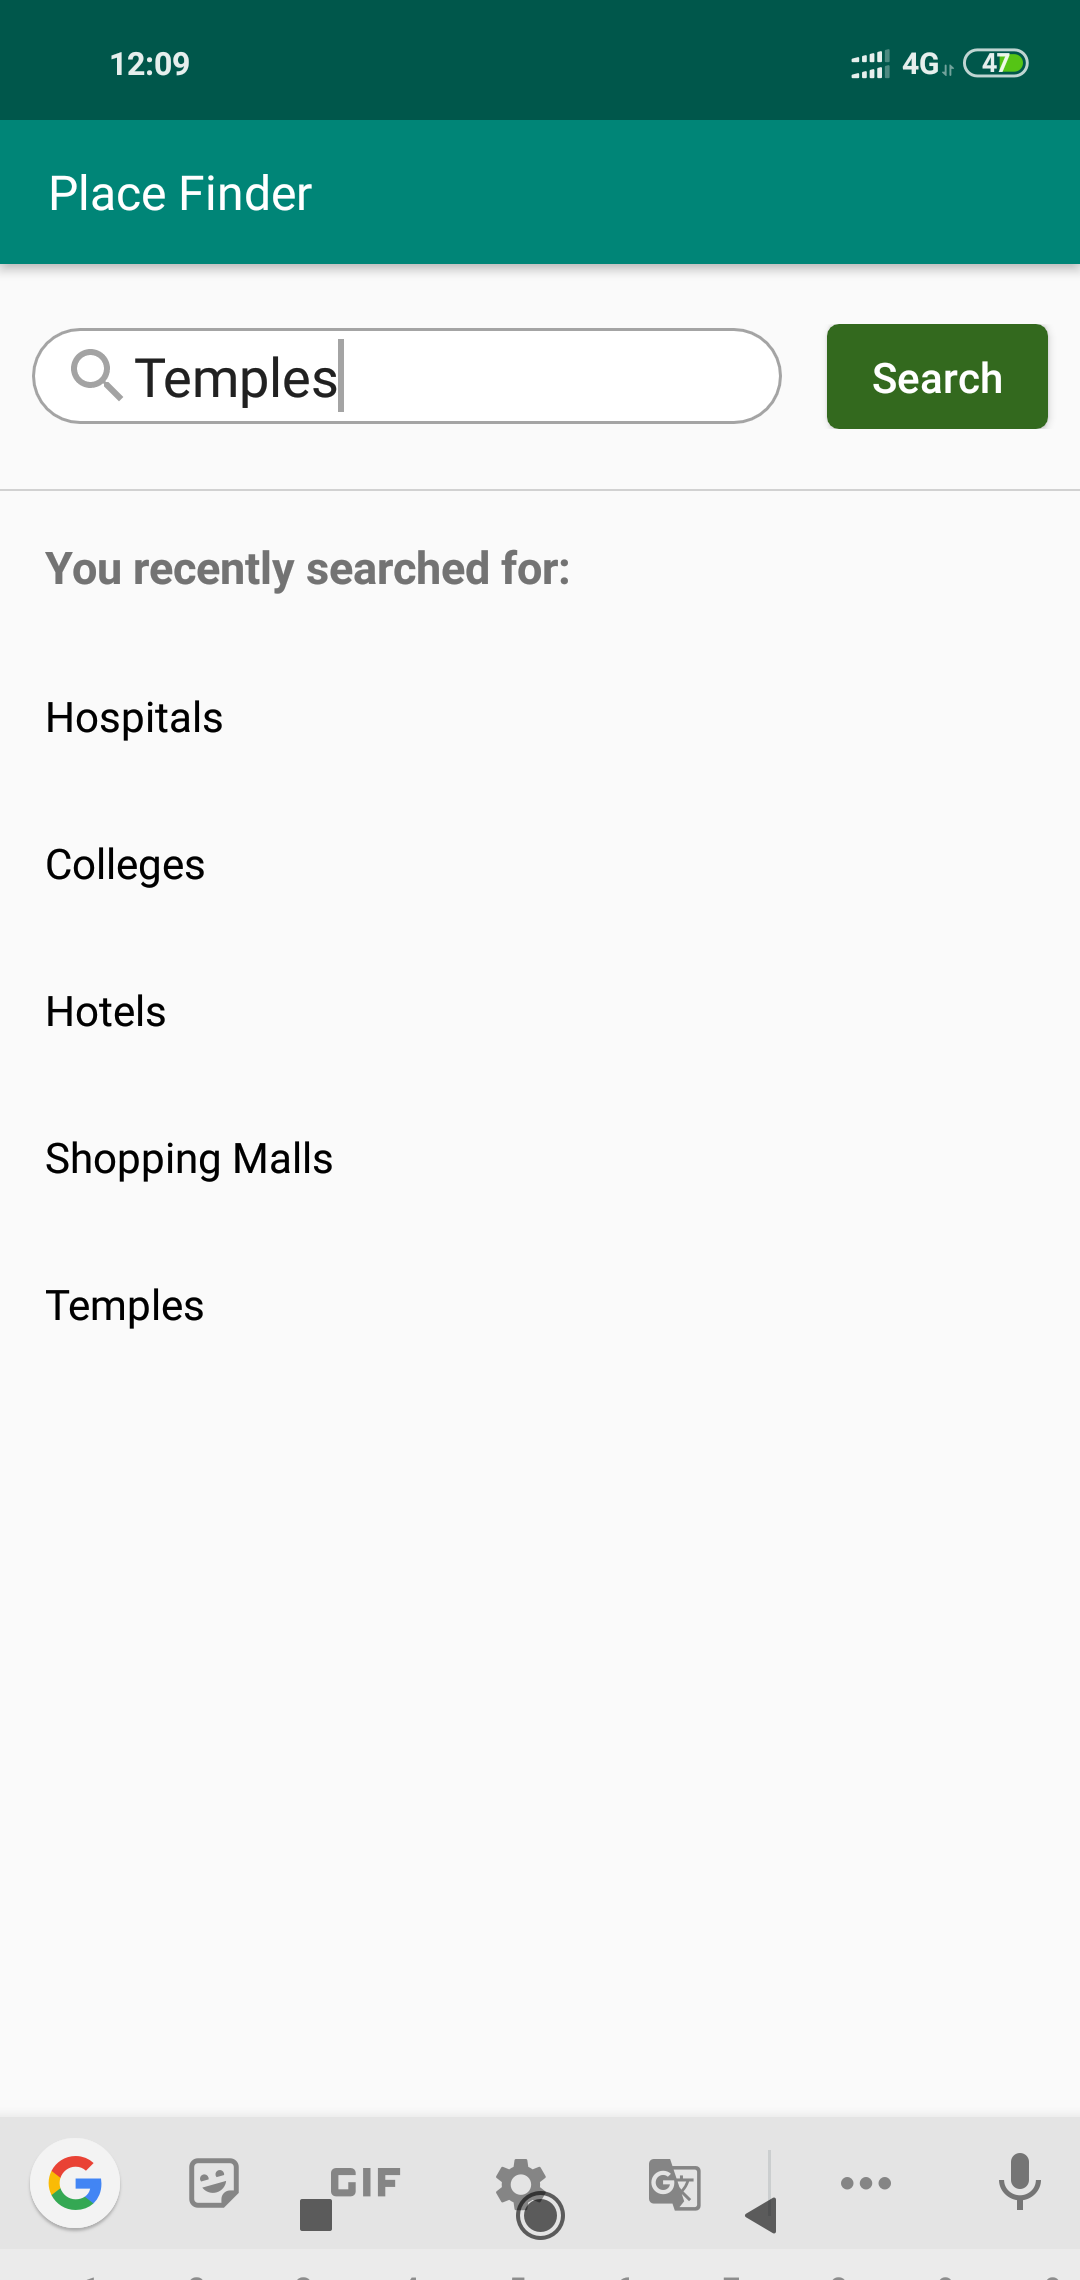 12:09
4G 47
Place Finder
Temples
Search
You recently searched for:
Hospitals
Colleges
Hotels
Shopping Malls
Temples
GIF